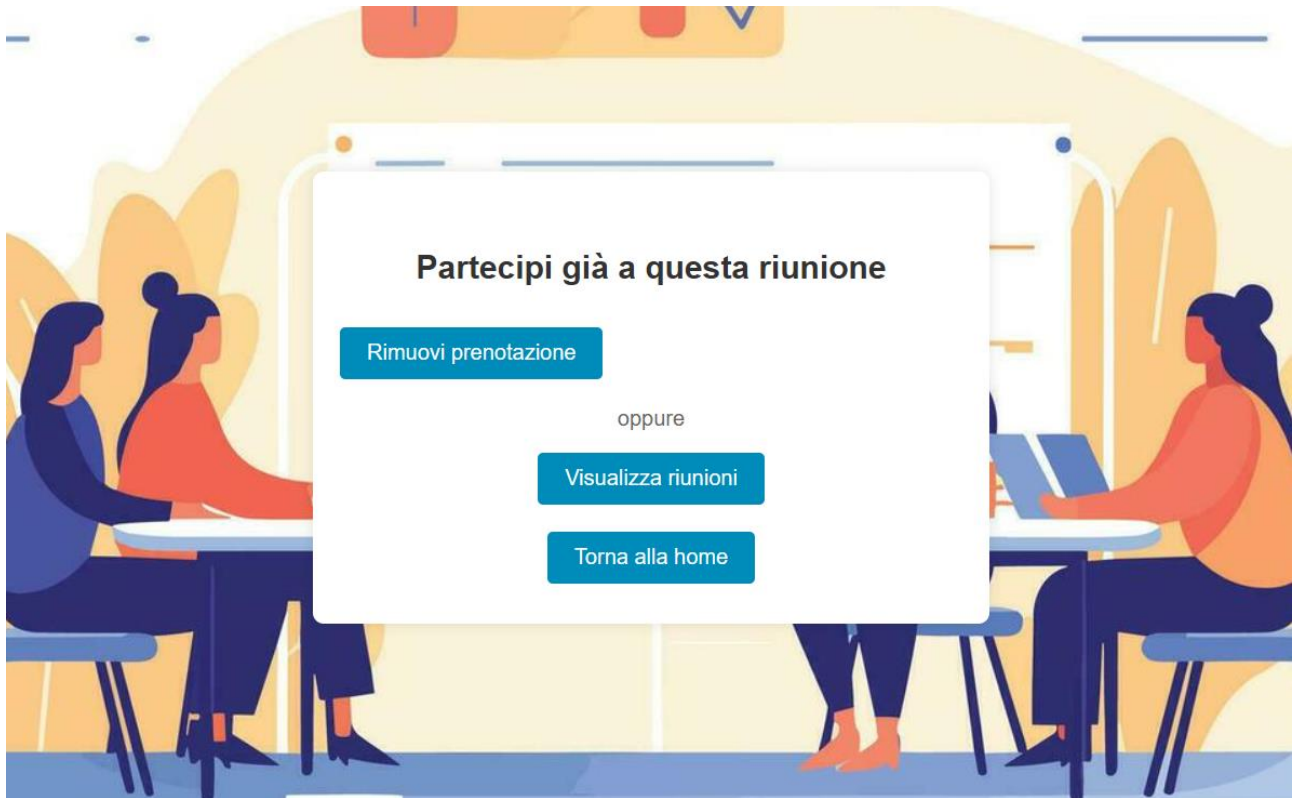 Partecipi già a questa riunione
Rimuovi prenotazione
oppure
Visualizza riunioni
Torna alla home